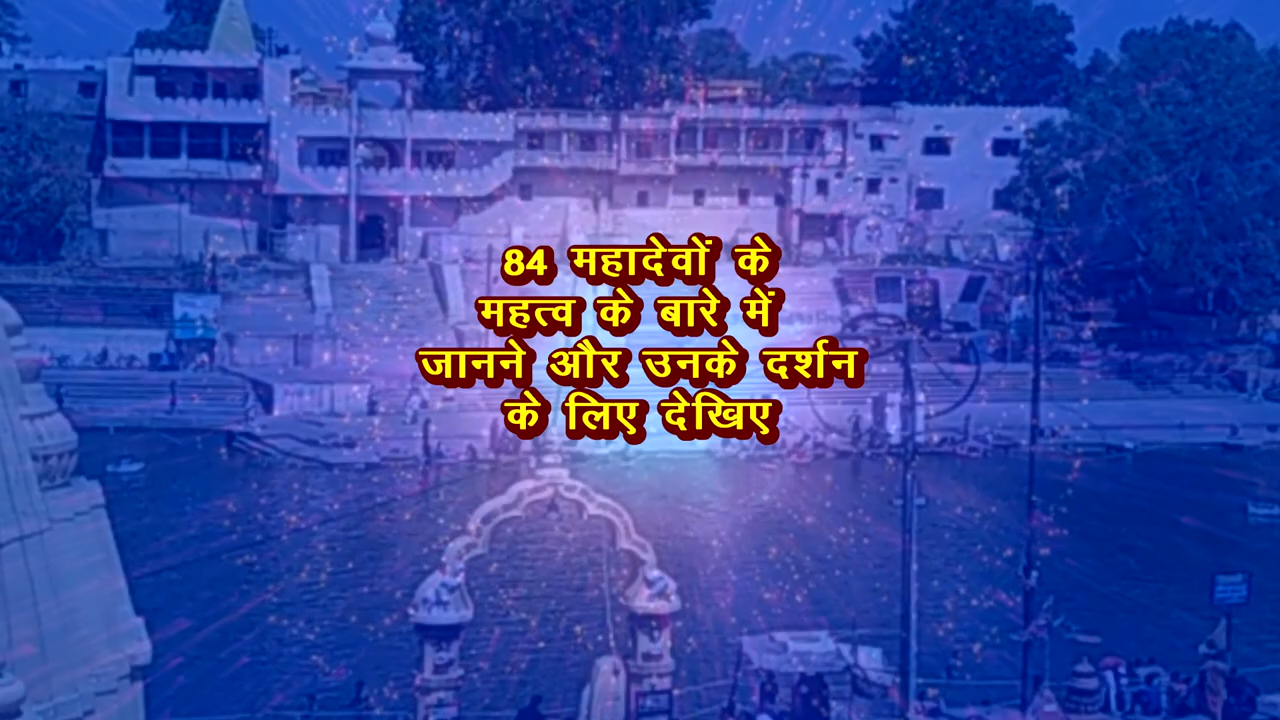 84 महादेवों के
महत्व के बारे में
जानने और उनके दर्शन
के लिए देखिए